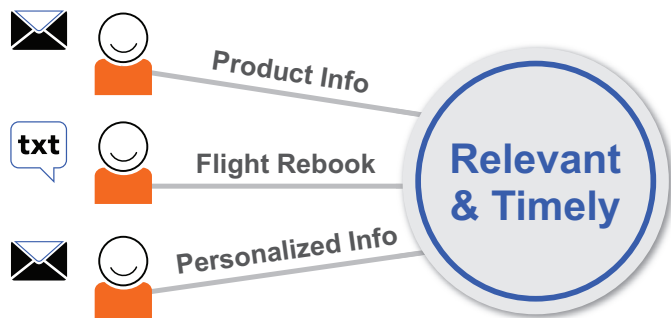 Product Info
txt
Flight Rebook
Relevant
& Timely
Personalized Info